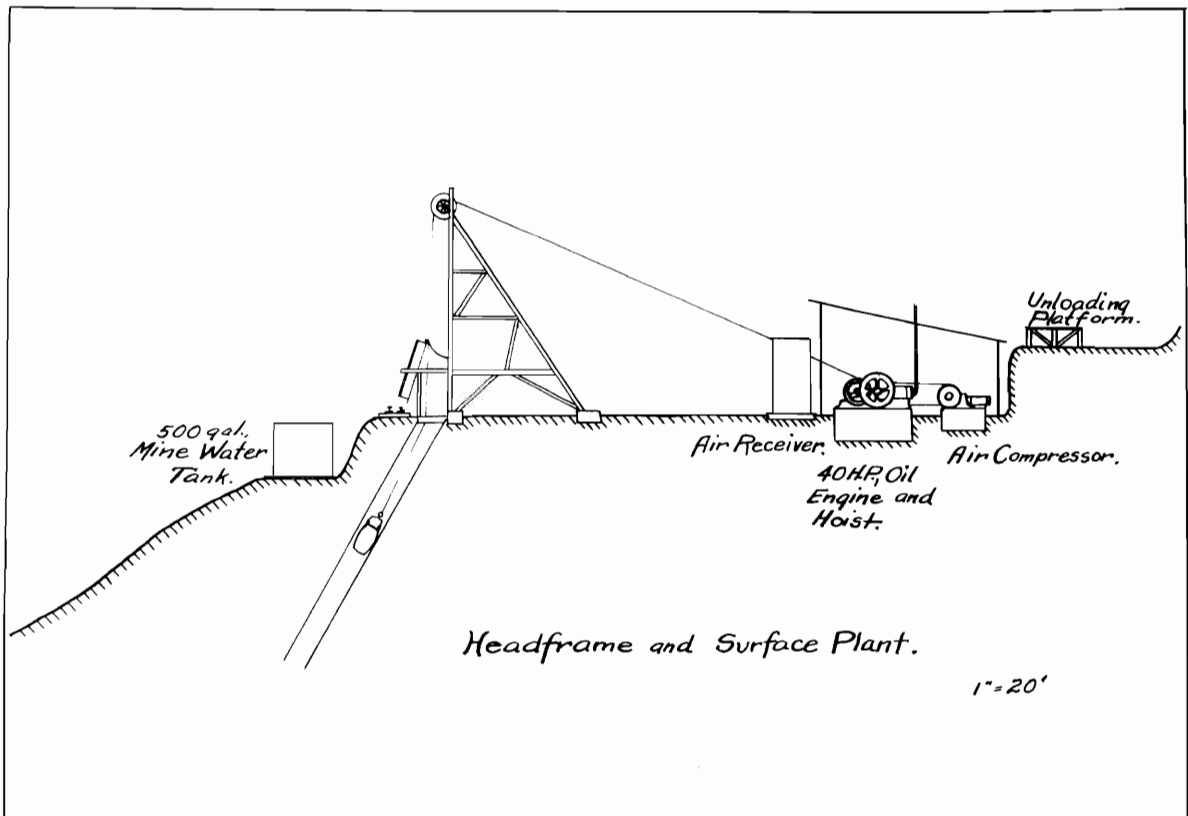 Unloading
Platform.
500 gal.
Mine Water
Tank.
Air Receiver.
40 H.P. Oil
Engine and
Hoist.
Air Compressor.
Headframe and Surface Plant.
1"=20'